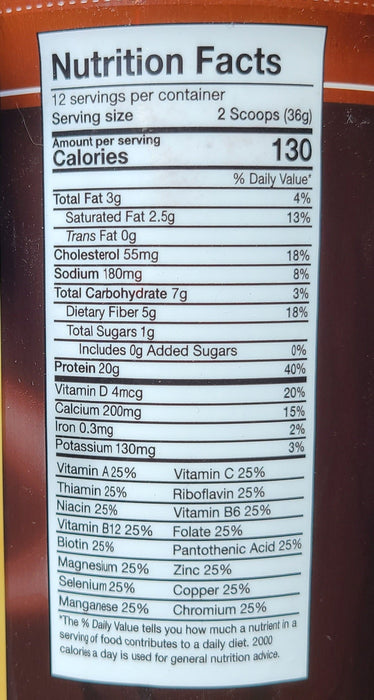 Nutrition Facts
12 servings per container
Serving size 2 Scoops (36g)
Amount per serving
Calories 130
% Daily Value*
Total Fat 3g 4%
Saturated Fat 2.5g 13%
Trans Fat 0g
Cholesterol 55mg 18%
Sodium 180mg 8%
Total Carbohydrate 7g 3%
Dietary Fiber 5g 18%
Total Sugars 1g
Includes 0g Added Sugars 0%
Protein 20g 40%
Vitamin D 4mcg 20%
Calcium 200mg 15%
Iron 0.3mg 2%
Potassium 130mg 3%
Vitamin A 25% Vitamin C 25%
Thiamin 25% Riboflavin 25%
Niacin 25% Vitamin B6 25%
Vitamin B12 25% Folate 25%
Biotin 25% Pantothenic Acid 25%
Magnesium 25% Zinc 25%
Selenium 25% Copper 25%
Manganese 25% Chromium 25%
*The % Daily Value tells you how much a nutrient in a
serving of food contributes to a daily diet. 2000
calories a day is used for general nutrition advice.